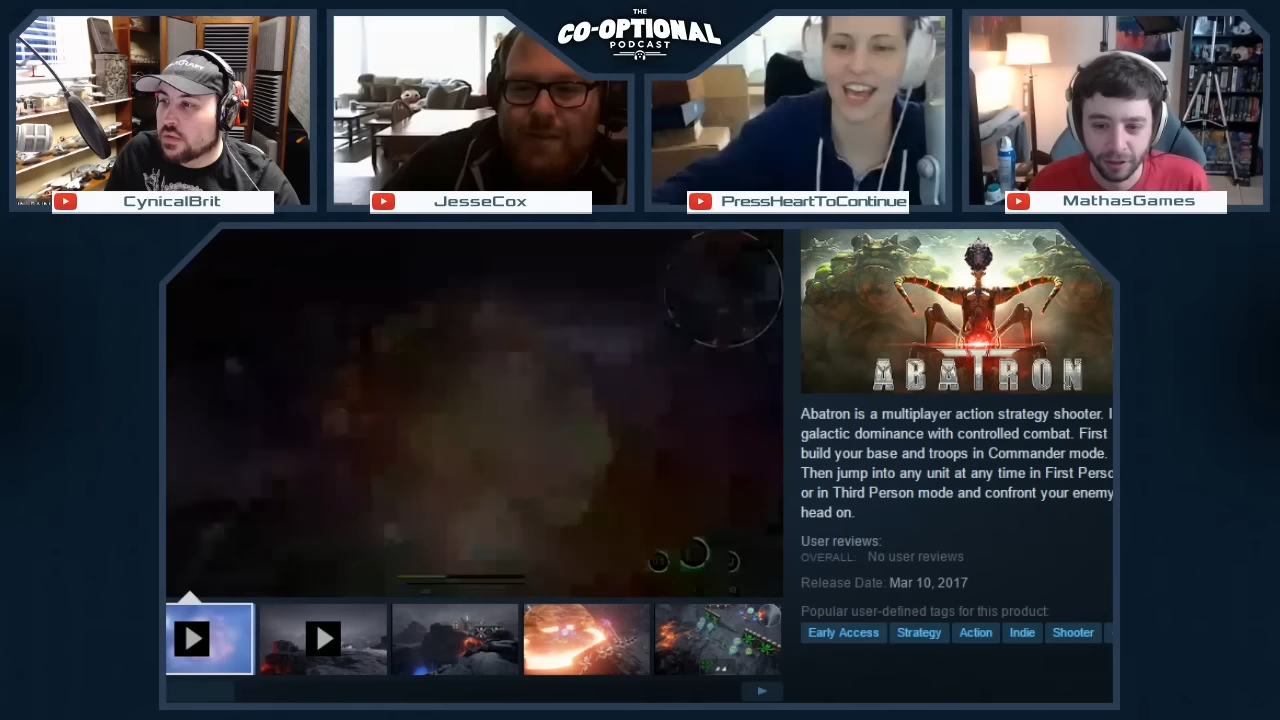 THE
CO-OPTIONAL
PODCAST
CynicalBrit
JesseCox
PressHeartToContinue
MathasGames
ABATRON
Abatron is a multiplayer action strategy shooter. I
galactic dominance with controlled combat. First
build your base and troops in Commander mode.
Then jump into any unit at any time in First Perso
or in Third Person mode and confront your enemy
head on.
User reviews:
OVERALL: No user reviews
Release Date: Mar 10, 2017
Popular user-defined tags for this product:
Early Access Strategy Action Indie Shooter